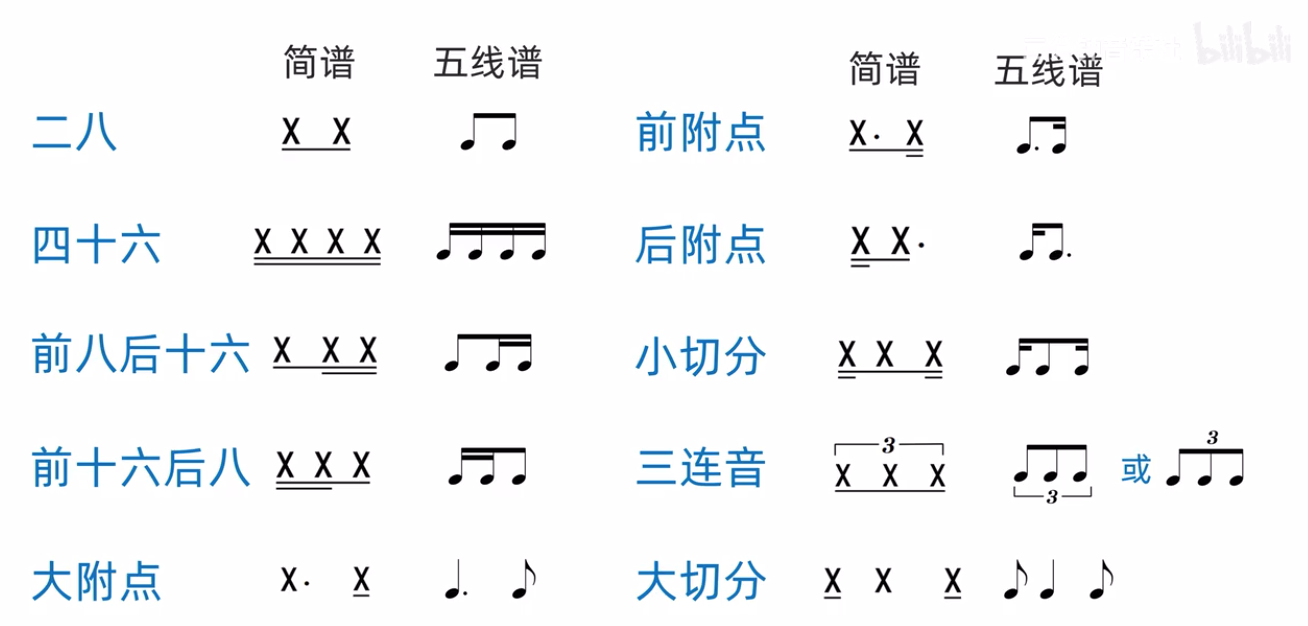 简谱 五线谱 简谱 五线谱 bilibili
二八 X X 前附点 X· X
四十六 X X X X 后附点 X X·
前八后十六 X X X 小切分 X X X
前十六后八 X X X 三连音 3 X X X 3 或 3
大附点 X· X 大切分 X X X